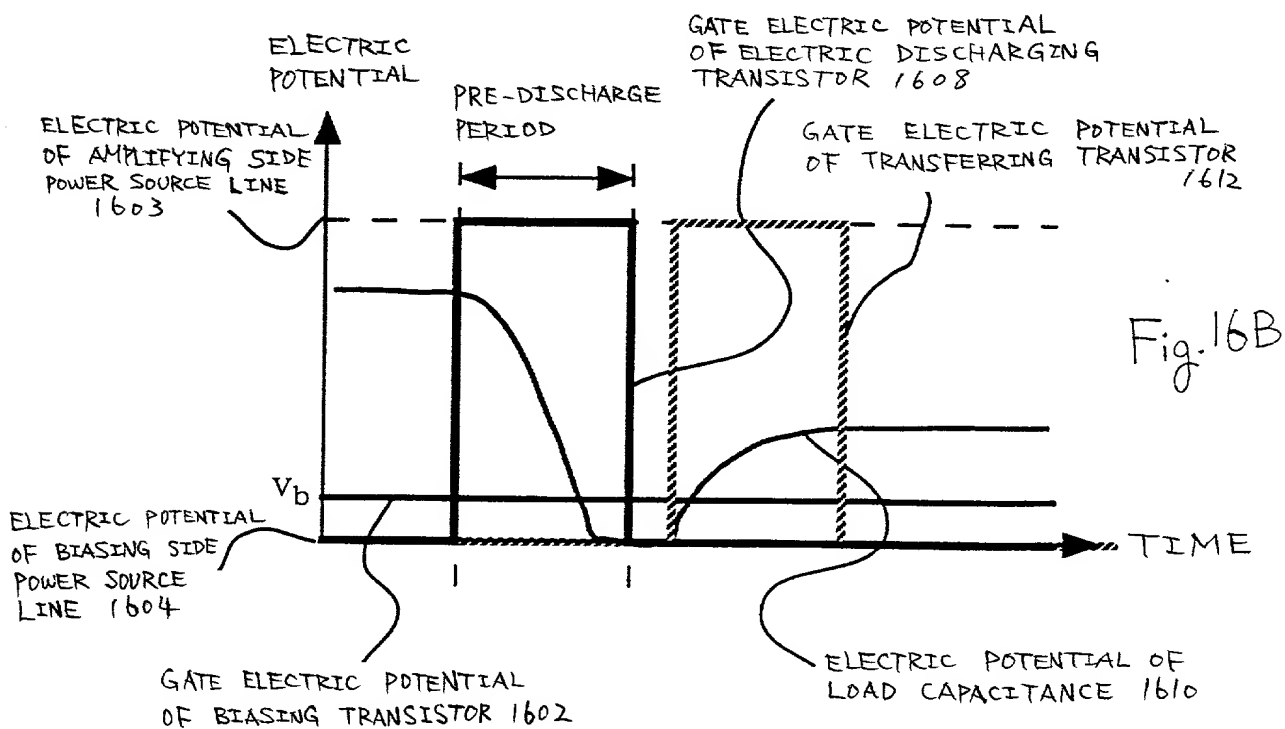 ELECTRIC
POTENTIAL
PRE-DISCHARGE
PERIOD
GATE ELECTRIC POTENTIAL
OF ELECTRIC DISCHARGING
TRANSISTOR 1608
ELECTRIC POTENTIAL
OF AMPLIFYING SIDE
POWER SOURCE LINE
1603
GATE ELECTRIC POTENTIAL
OF TRANSFERRING TRANSISTOR
1612
Fig. 16B
Vb
ELECTRIC POTENTIAL
OF BIASING SIDE
POWER SOURCE
LINE 1604
TIME
GATE ELECTRIC POTENTIAL
OF BIASING TRANSISTOR 1602
ELECTRIC POTENTIAL OF
LOAD CAPACITANCE 1610